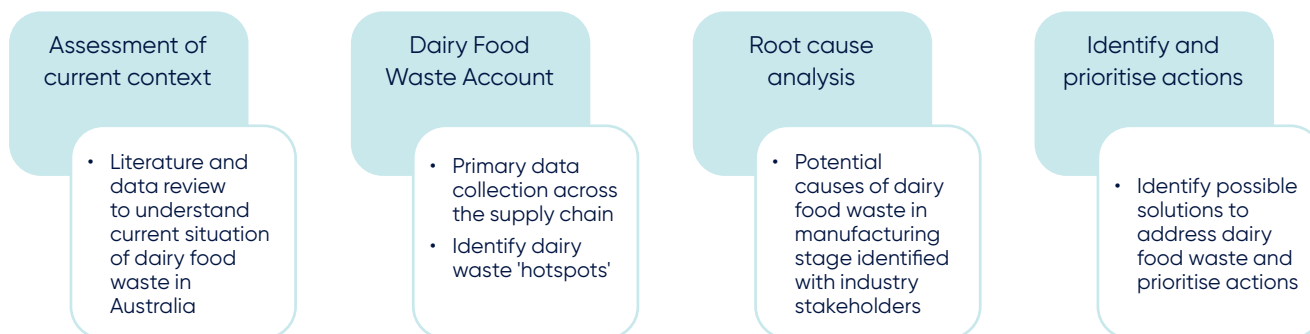 Assessment of
current context
• Literature and
data review
to understand
current situation
of dairy food
waste in
Australia
Dairy Food
Waste Account
• Primary data
collection across
the supply chain
• Identify dairy
waste 'hotspots'
Root cause
analysis
• Potential
causes of dairy
food waste in
manufacturing
stage identified
with industry
stakeholders
Identify and
prioritise actions
• Identify possible
solutions to
address dairy
food waste and
prioritise actions